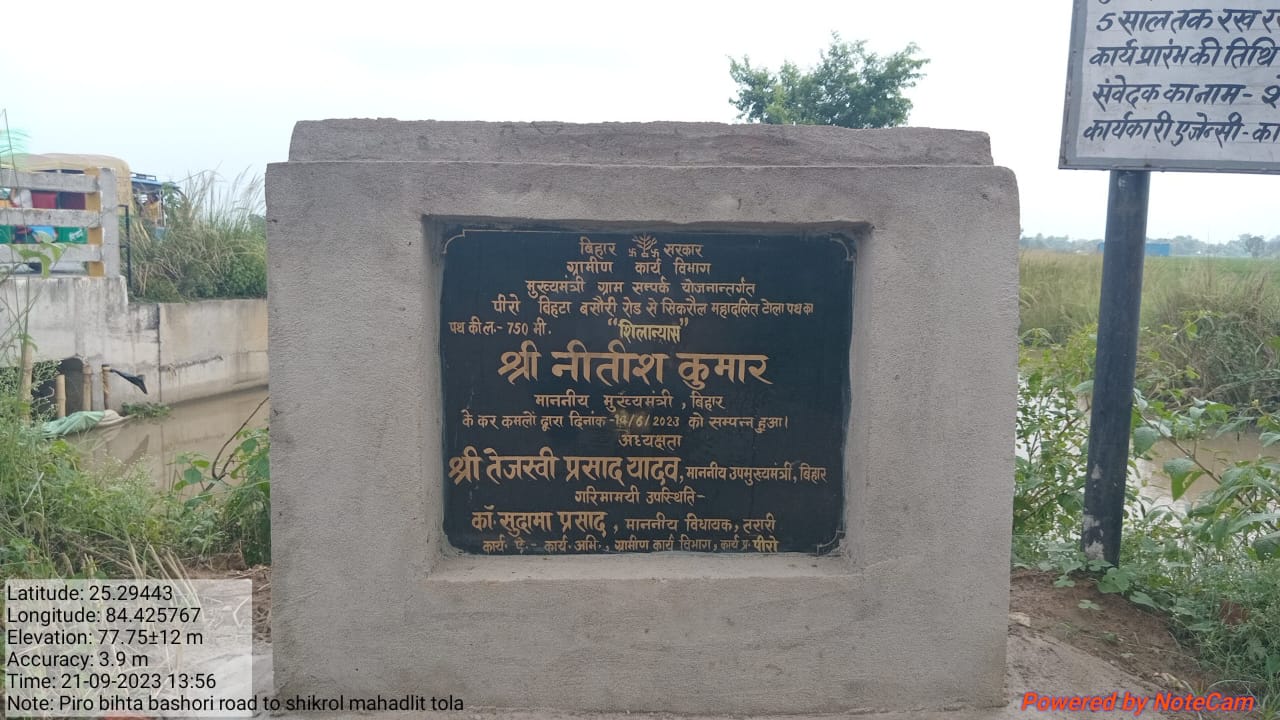 बिहार सरकार
ग्रामीण कार्य विभाग
मुख्यमंत्री ग्राम सम्पर्क योजनान्तर्गत
पीरो विहटा बसौरी रोड से सिकरौल महादलित टोला पथ का
पथ की ल.- 750 मी. "शिलान्यास"
श्री नीतीश कुमार
माननीय मुख्यमंत्री, बिहार
के कर कमलों द्वारा दिनांक-14/6/2023 को सम्पन्न हुआ।
अध्यक्षता
श्री तेजस्वी प्रसाद यादव, माननीय उपमुख्यमंत्री, बिहार
गरिमामयी उपस्थिति-
कॉ. सुदामा प्रसाद, माननीय विधायक, तरारी
कार्य. ऐ.- कार्य. अभि., ग्रामीण कार्य विभाग, कार्य प्र. पीरो
5 साल तक रख
कार्य प्रारंभ की तिथि
संवेदक का नाम-
कार्यकारी एजेन्सी- का
Latitude: 25.29443
Longitude: 84.425767
Elevation: 77.75±12 m
Accuracy: 3.9 m
Time: 21-09-2023 13:56
Note: Piro bihta bashori road to shikrol mahadlit tola
Powered by NoteCam